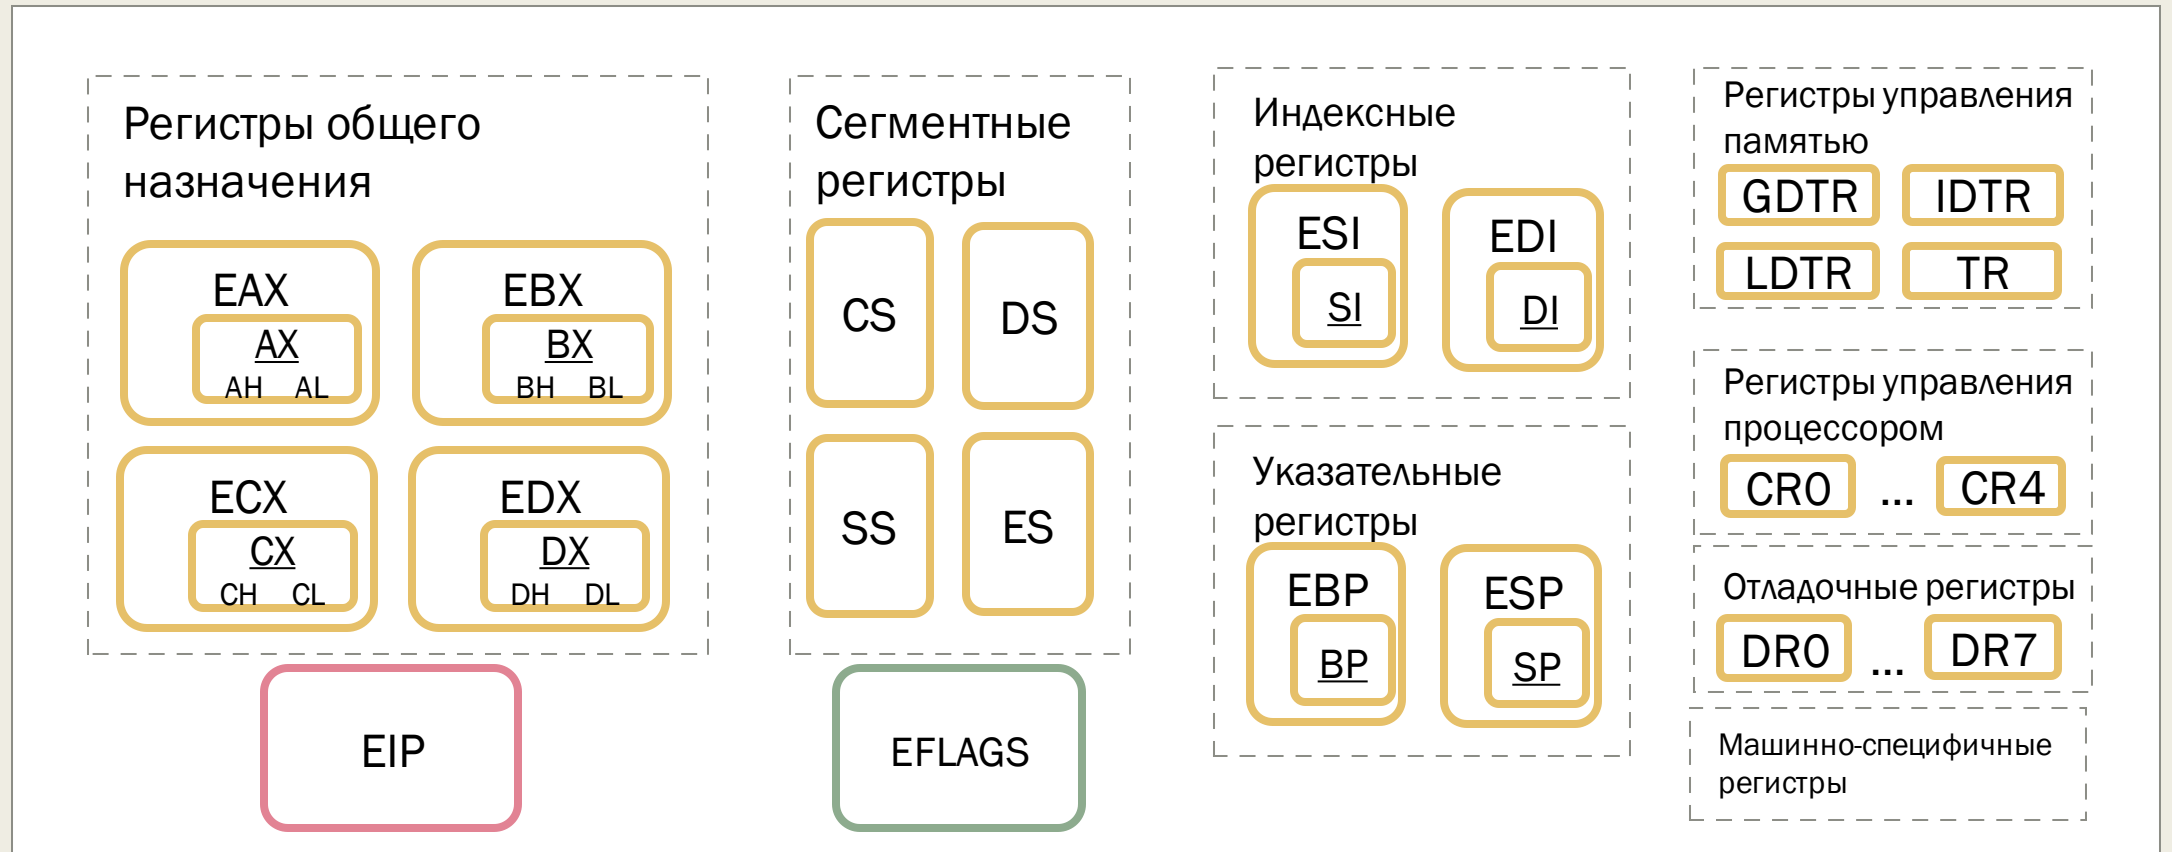 Регистры общего
назначения
EAX
AX
AH AL
EBX
BX
BH BL
ECX
CX
CH CL
EDX
DX
DH DL
EIP
Сегментные
регистры
CS
DS
SS
ES
EFLAGS
Индексные
регистры
ESI
SI
EDI
DI
Указательные
регистры
EBP
BP
ESP
SP
Регистры управления
памятью
GDTR IDTR
LDTR TR
Регистры управления
процессором
CR0 ... CR4
Отладочные регистры
DR0 ... DR7
Машинно-специфичные
регистры